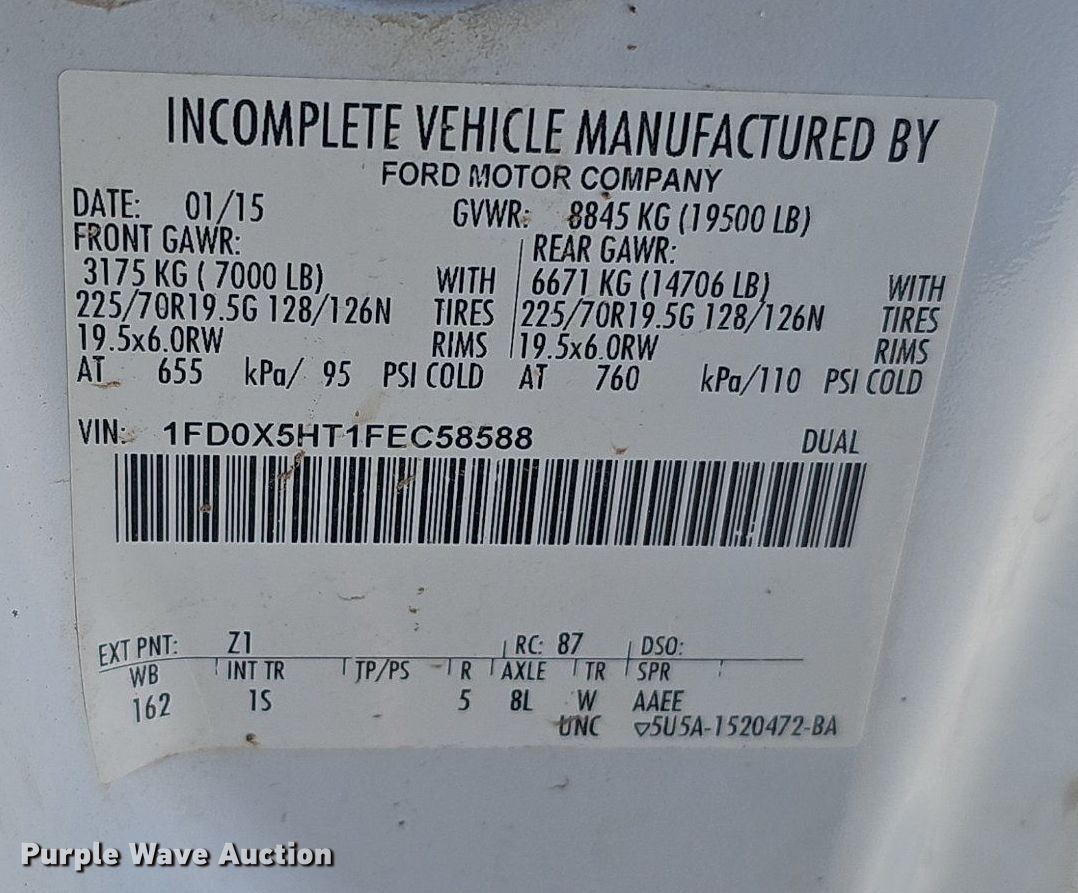 INCOMPLETE VEHICLE MANUFACTURED BY
FORD MOTOR COMPANY
DATE: 01/15 GVWR: 8845 KG (19500 LB)
FRONT GAWR: REAR GAWR:
3175 KG ( 7000 LB) WITH 6671 KG (14706 LB) WITH
225/70R19.5G 128/126N TIRES 225/70R19.5G 128/126N TIRES
19.5x6.0RW RIMS 19.5x6.0RW RIMS
AT 655 kPa/ 95 PSI COLD AT 760 kPa/110 PSI COLD
VIN: 1FD0X5HT1FEC58588 DUAL
EXT PNT: Z1 RC: 87 DSO:
WB INT TR TP/PS R AXLE TR SPR
162 1S 5 8L W AAEE
UNC ▽5U5A-1520472-BA
Purple Wave Auction